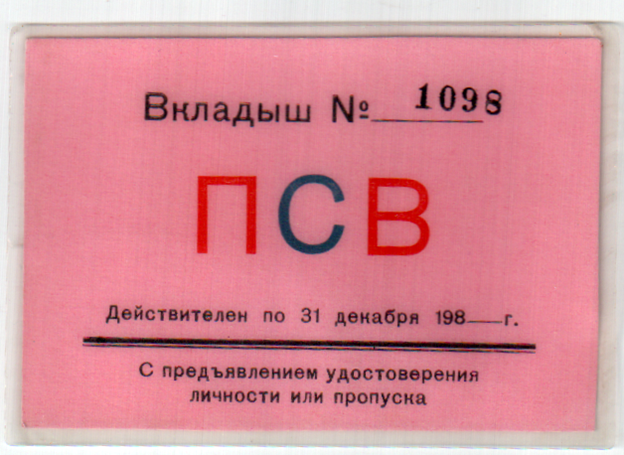 Вкладыш № 1098
ПСВ
Действителен по 31 декабря 198—г.
С предъявлением удостоверения
личности или пропуска